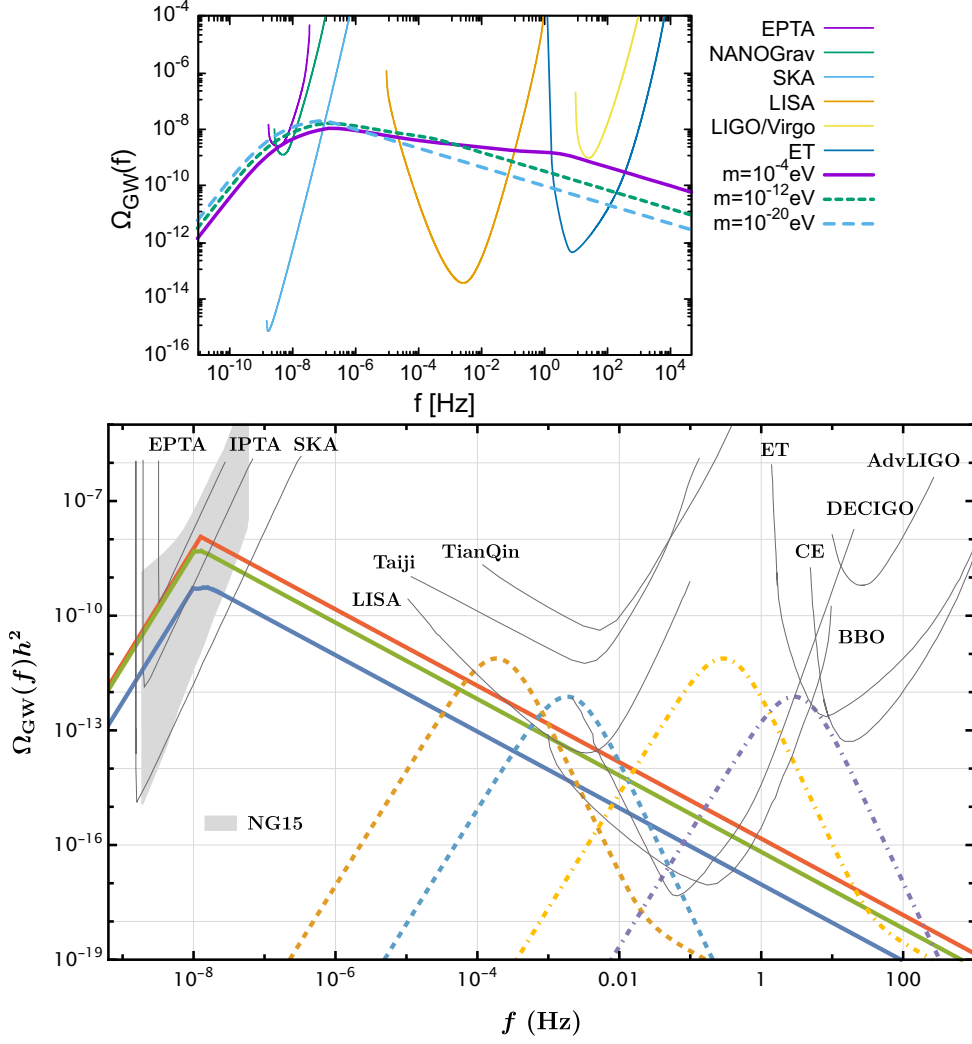 10⁻⁴
10⁻⁶
10⁻⁸
10⁻¹⁰
10⁻¹²
10⁻¹⁴
10⁻¹⁶
Ω_GW(f)
10⁻¹⁰ 10⁻⁸ 10⁻⁶ 10⁻⁴ 10⁻² 10⁰ 10² 10⁴
f [Hz]
EPTA
NANOGrav
SKA
LISA
LIGO/Virgo
ET
m=10⁻⁴eV
m=10⁻¹²eV
m=10⁻²⁰eV
EPTA IPTA SKA
ET
AdvLIGO
DECIGO
TianQin
Taiji
CE
LISA
BBO
NG15
10⁻⁷
10⁻¹⁰
10⁻¹³
10⁻¹⁶
10⁻¹⁹
Ω_GW(f)h²
10⁻⁸ 10⁻⁶ 10⁻⁴ 0.01 1 100
f (Hz)